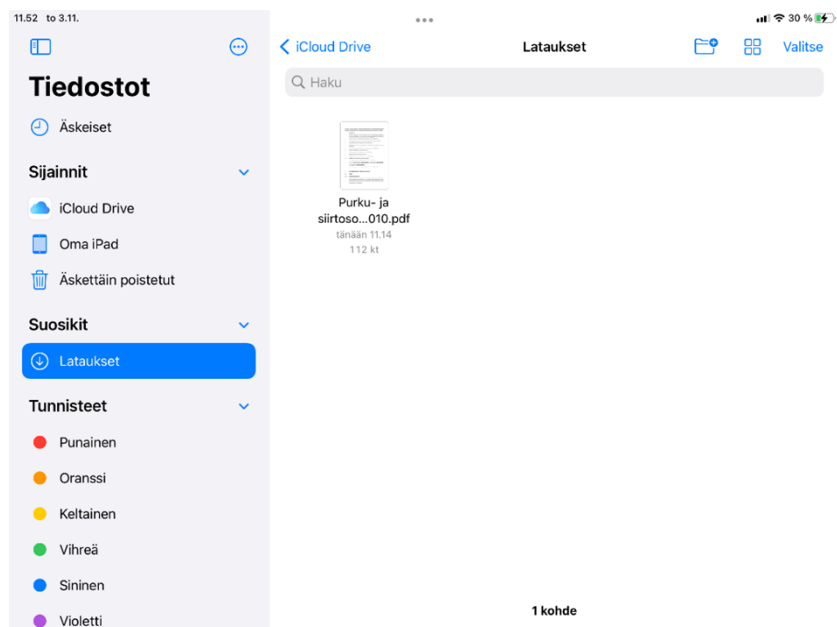 11.52 to 3.11.
30 %
Tiedostot
Äskeiset
Sijainnit
iCloud Drive
Oma iPad
Äskettäin poistetut
Suosikit
Lataukset
Tunnisteet
Punainen
Oranssi
Keltainen
Vihreä
Sininen
Violetti
iCloud Drive
Lataukset
Valitse
Haku
Purku- ja
siirtoso...010.pdf
tänään 11.14
112 kt
1 kohde